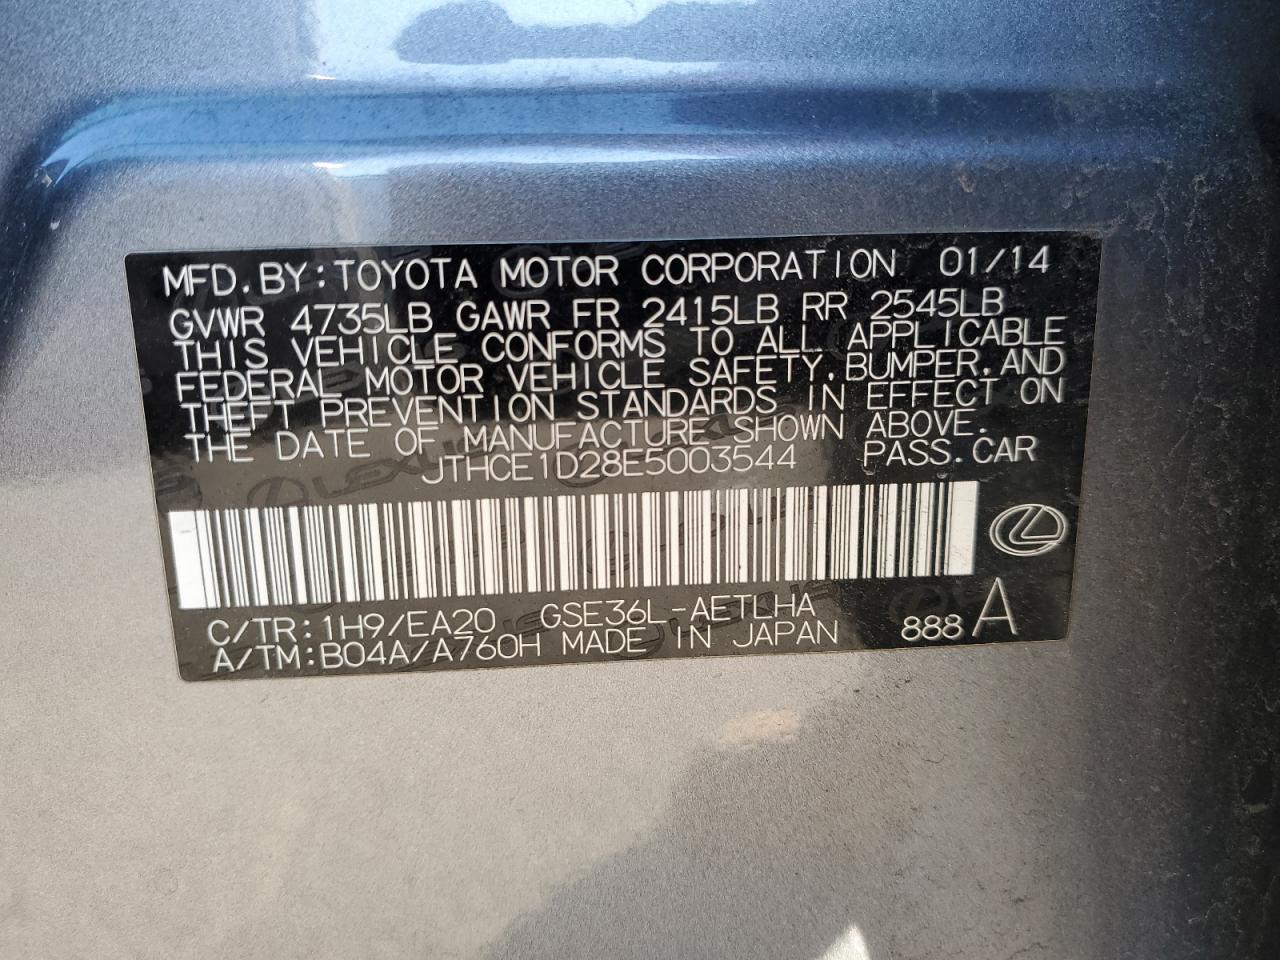 MFD. BY: TOYOTA MOTOR CORPORATION 01/14
GVWR 4735LB GAWR FR 2415LB RR 2545LB
THIS VEHICLE CONFORMS TO ALL APPLICABLE
FEDERAL MOTOR VEHICLE SAFETY, BUMPER, AND
THEFT PREVENTION STANDARDS IN EFFECT ON
THE DATE OF MANUFACTURE SHOWN ABOVE.
JTHCE1D28E5003544 PASS. CAR
C/TR: 1H9/EA20 GSE36L-AETLHA
A/TM: B04A/A760H MADE IN JAPAN 888 A